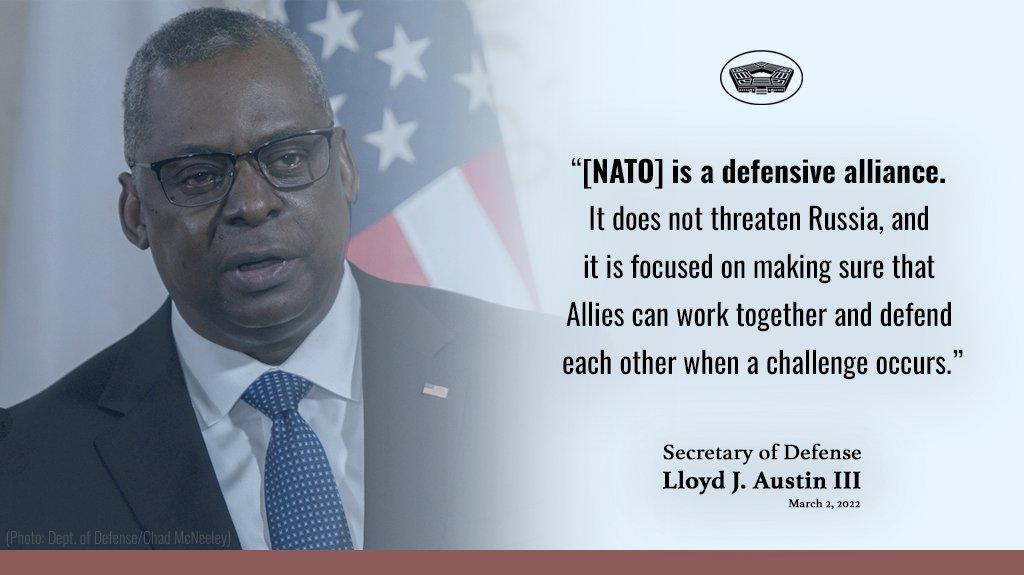 “[NATO] is a defensive alliance.
It does not threaten Russia, and
it is focused on making sure that
Allies can work together and defend
each other when a challenge occurs.”
Secretary of Defense
Lloyd J. Austin III
March 2, 2022
(Photo: Dept. of Defense/Chad McNeeley)